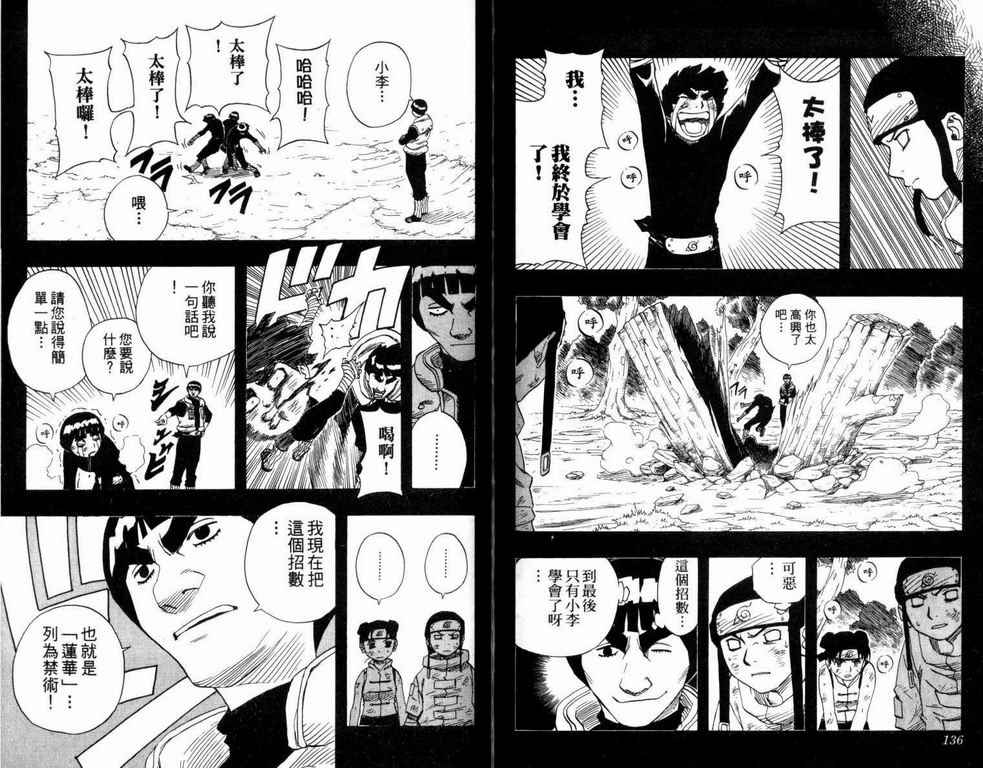 太棒了！
我…
我終於學會
了！
呼
呼
呼
呼
你也太
高興了
吧…
可惡
…
呼
呼
這個招數…
到最後
只有小李
學會了呀
…
136
小李…
哈哈哈！
太棒了
！
太棒了！
太棒囉！
喂…
………
喝啊！
你聽我說
一句話吧
！
您要說
什麼？
請您說得簡
單一點…
呼
呼
……
……
我現在把
這個招數
…
也就是
「蓮華」…
列為禁術！